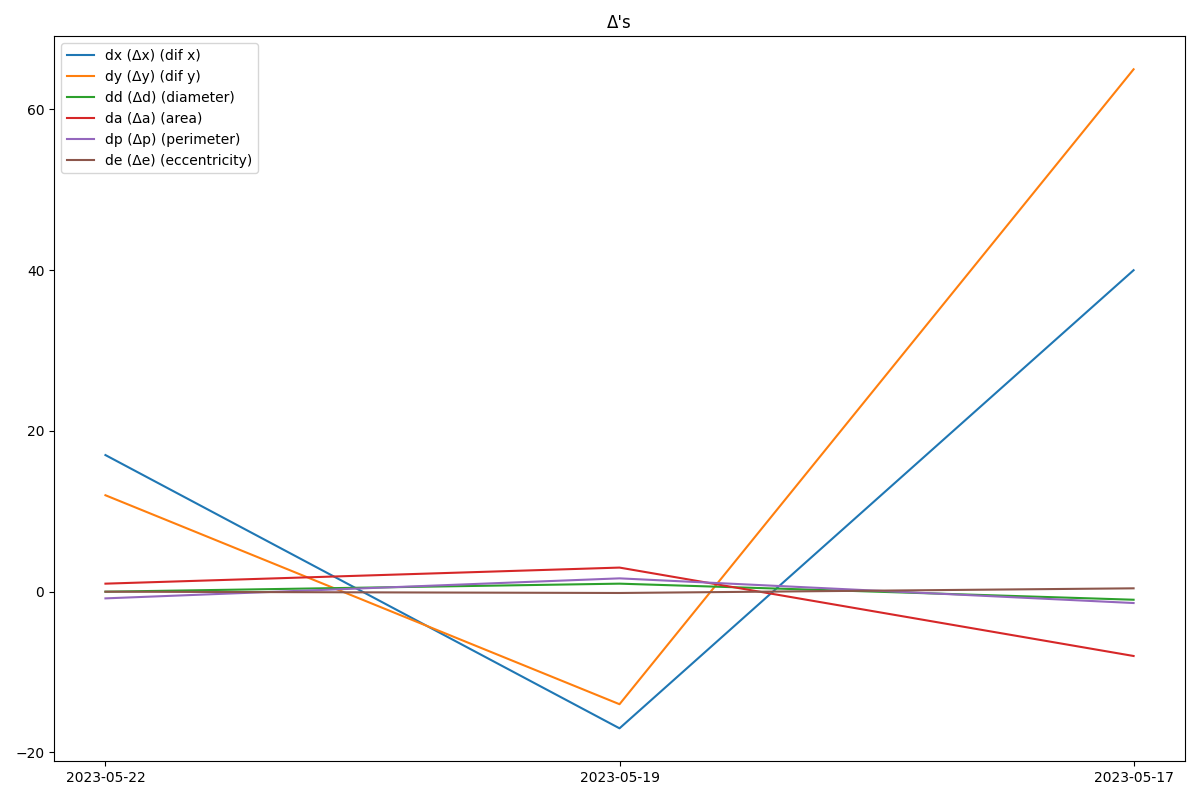 Δ's
dx (Δx) (dif x)
dy (Δy) (dif y)
dd (Δd) (diameter)
da (Δa) (area)
dp (Δp) (perimeter)
de (Δe) (eccentricity)
60
40
20
0
−20
2023-05-22
2023-05-19
2023-05-17